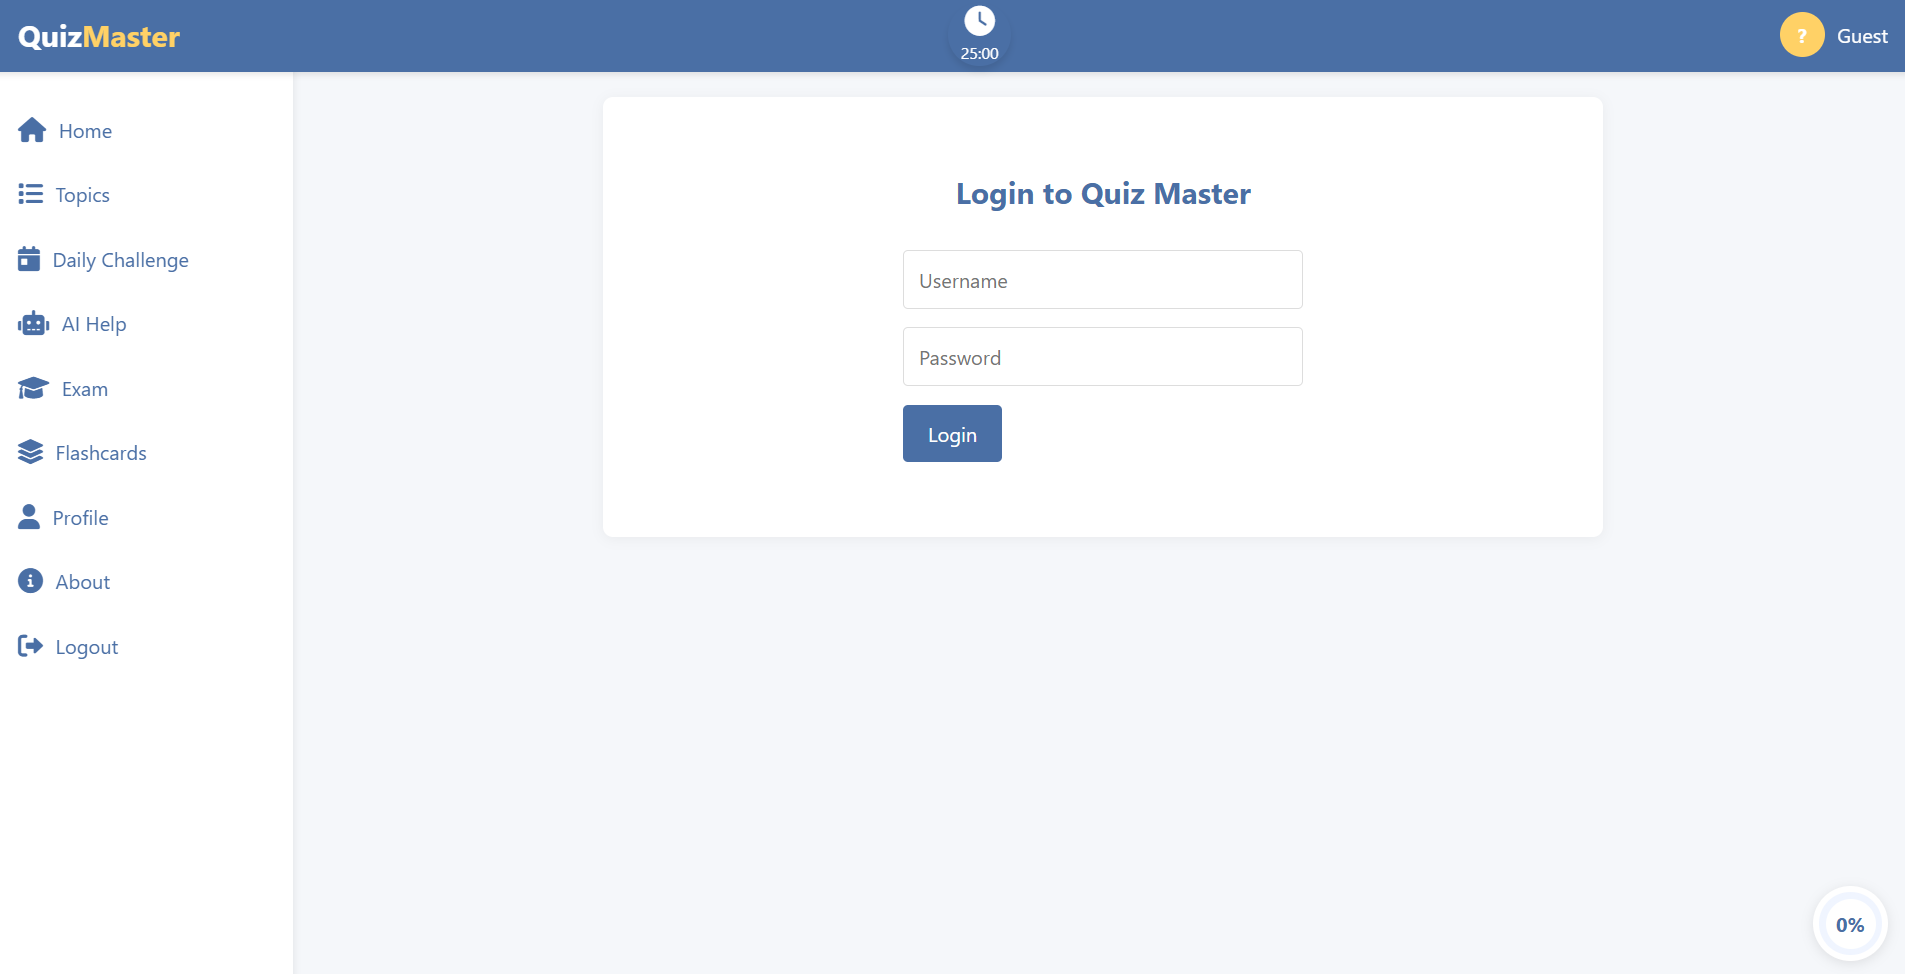 QuizMaster
25:00
?
Guest
Home
Topics
Daily Challenge
AI Help
Exam
Flashcards
Profile
About
Logout
Login to Quiz Master
Username
Password
Login
0%